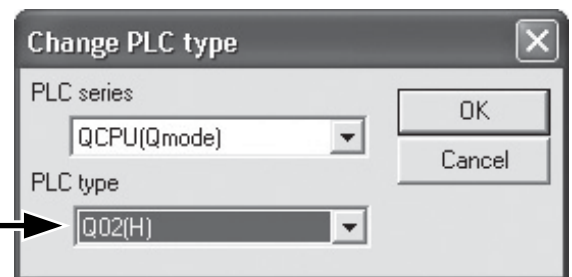 Change PLC type
PLC series
QCPU(Qmode)
PLC type
Q02(H)
OK
Cancel